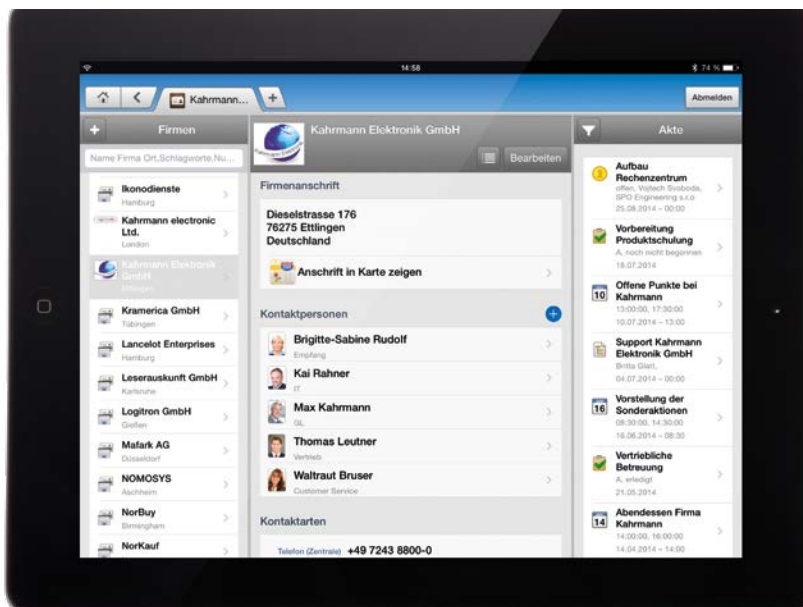 14:58
74 %
Kahrmann...
+
Abmelden
Firmen
Name Firma Ort,Schlagworte,Nu...
Ikonodienste
Hamburg
Kahrmann electronic
Ltd.
London
Kahrmann Elektronik
GmbH
Ettlingen
Kramerica GmbH
Tübingen
Lancelot Enterprises
Hamburg
Leserauskunft GmbH
Karlsruhe
Logitron GmbH
Gießen
Mafark AG
Düsseldorf
NOMOSYS
Aschheim
NorBuy
Birmingham
NorKauf
Kahrmann Elektronik GmbH
Bearbeiten
Firmenanschrift
Dieselstrasse 176
76275 Ettlingen
Deutschland
Anschrift in Karte zeigen
Kontaktpersonen
Brigitte-Sabine Rudolf
Empfang
Kai Rahner
IT
Max Kahrmann
GL
Thomas Leutner
Vertrieb
Waltraut Bruser
Customer Service
Kontaktarten
Telefon (Zentrale) +49 7243 8800-0
Akte
Aufbau
Rechenzentrum
offen, Vojtech Svoboda,
SPO Engineering s.r.o
25.08.2014 – 00:00
Vorbereitung
Produktschulung
A, noch nicht begonnen
18.07.2014
10
Offene Punkte bei
Kahrmann
13:00:00, 17:30:00
10.07.2014 – 13:00
Support Kahrmann
Elektronik GmbH
Britta Glatt,
04.07.2014 – 00:00
16
Vorstellung der
Sonderaktionen
08:30:00, 14:30:00
16.06.2014 – 08:30
Vertriebliche
Betreuung
A, erledigt
21.05.2014
14
Abendessen Firma
Kahrmann
14:00:00, 16:00:00
14.04.2014 – 14:00